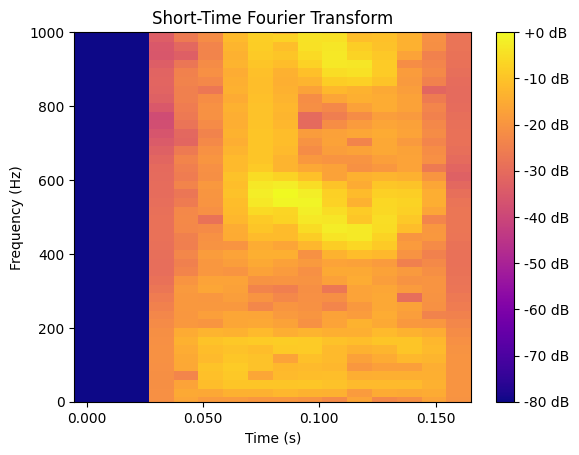 Short-Time Fourier Transform
1000
800
600
400
200
0
Frequency (Hz)
0.000
0.050
0.100
0.150
Time (s)
+0 dB
-10 dB
-20 dB
-30 dB
-40 dB
-50 dB
-60 dB
-70 dB
-80 dB